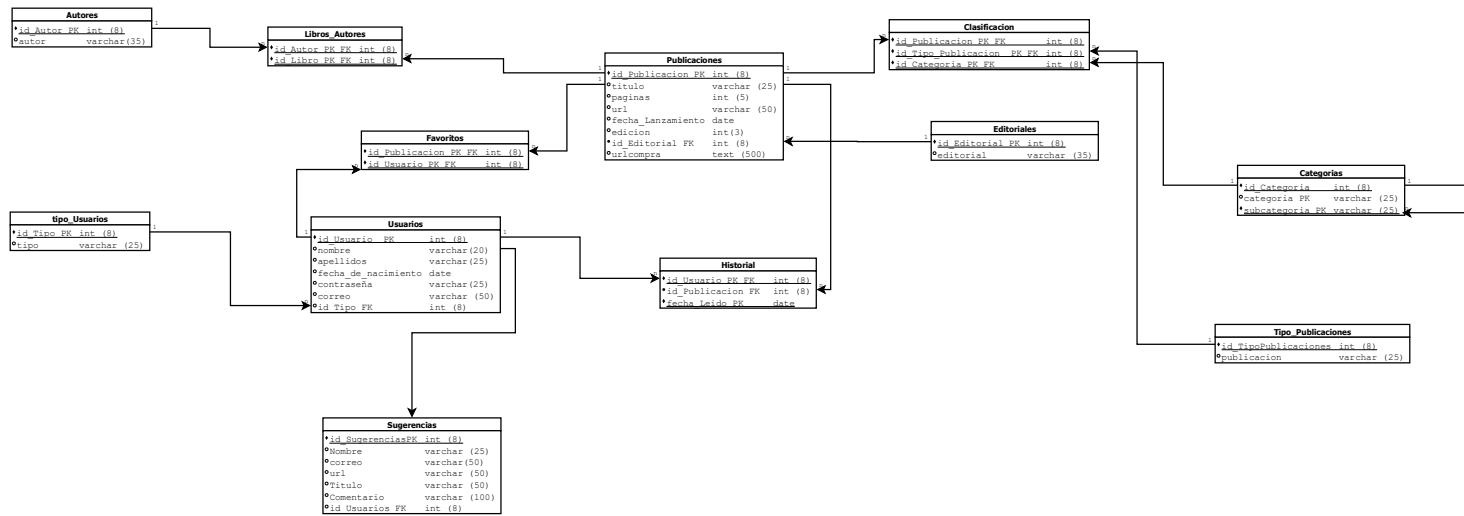 Autores
id_Autor PK int (8)
autor varchar(35)
Libros_Autores
id_Autor PK FK int (8)
id_Libro PK FK int (8)
Publicaciones
id_Publicacion PK int (8)
titulo varchar (25)
paginas int (5)
url varchar (50)
fecha_Lanzamiento date
edicion int(3)
id_Editorial FK int (8)
urlcompra text (500)
Clasificacion
id_Publicacion PK FK int (8)
id_Tipo_Publicacion PK FK int (8)
id_Categoria PK FK int (8)
Favoritos
id_Publicacion PK FK int (8)
id_Usuario PK FK int (8)
Editoriales
id_Editorial PK int (8)
editorial varchar (35)
Categorias
id_Categoria int (8)
categoria PK varchar (25)
subcategoria PK varchar (25)
tipo_Usuarios
id_Tipo PK int (8)
tipo varchar (25)
Usuarios
id_Usuario PK int (8)
nombre varchar(20)
apellidos varchar(25)
fecha_de_nacimiento date
contraseña varchar(25)
correo varchar (50)
id_Tipo FK int (8)
Historial
id_Usuario PK FK int (8)
id_Publicacion FK int (8)
fecha_Leido PK date
Tipo_Publicaciones
id_TipoPublicaciones int (8)
publicacion varchar (25)
Sugerencias
id_SugerenciasPK int (8)
Nombre varchar (25)
correo varchar(50)
url varchar (50)
Titulo varchar (50)
Comentario varchar (100)
id_Usuarios FK int (8)